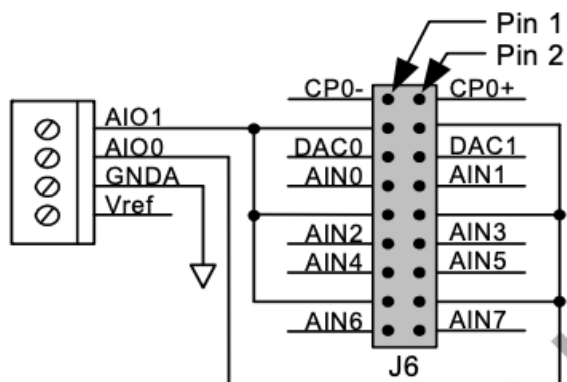 Pin 1
Pin 2
CP0- CP0+
AIO1
AIO0 DAC0 DAC1
GNDA AIN0 AIN1
Vref
AIN2 AIN3
AIN4 AIN5
AIN6 AIN7
J6